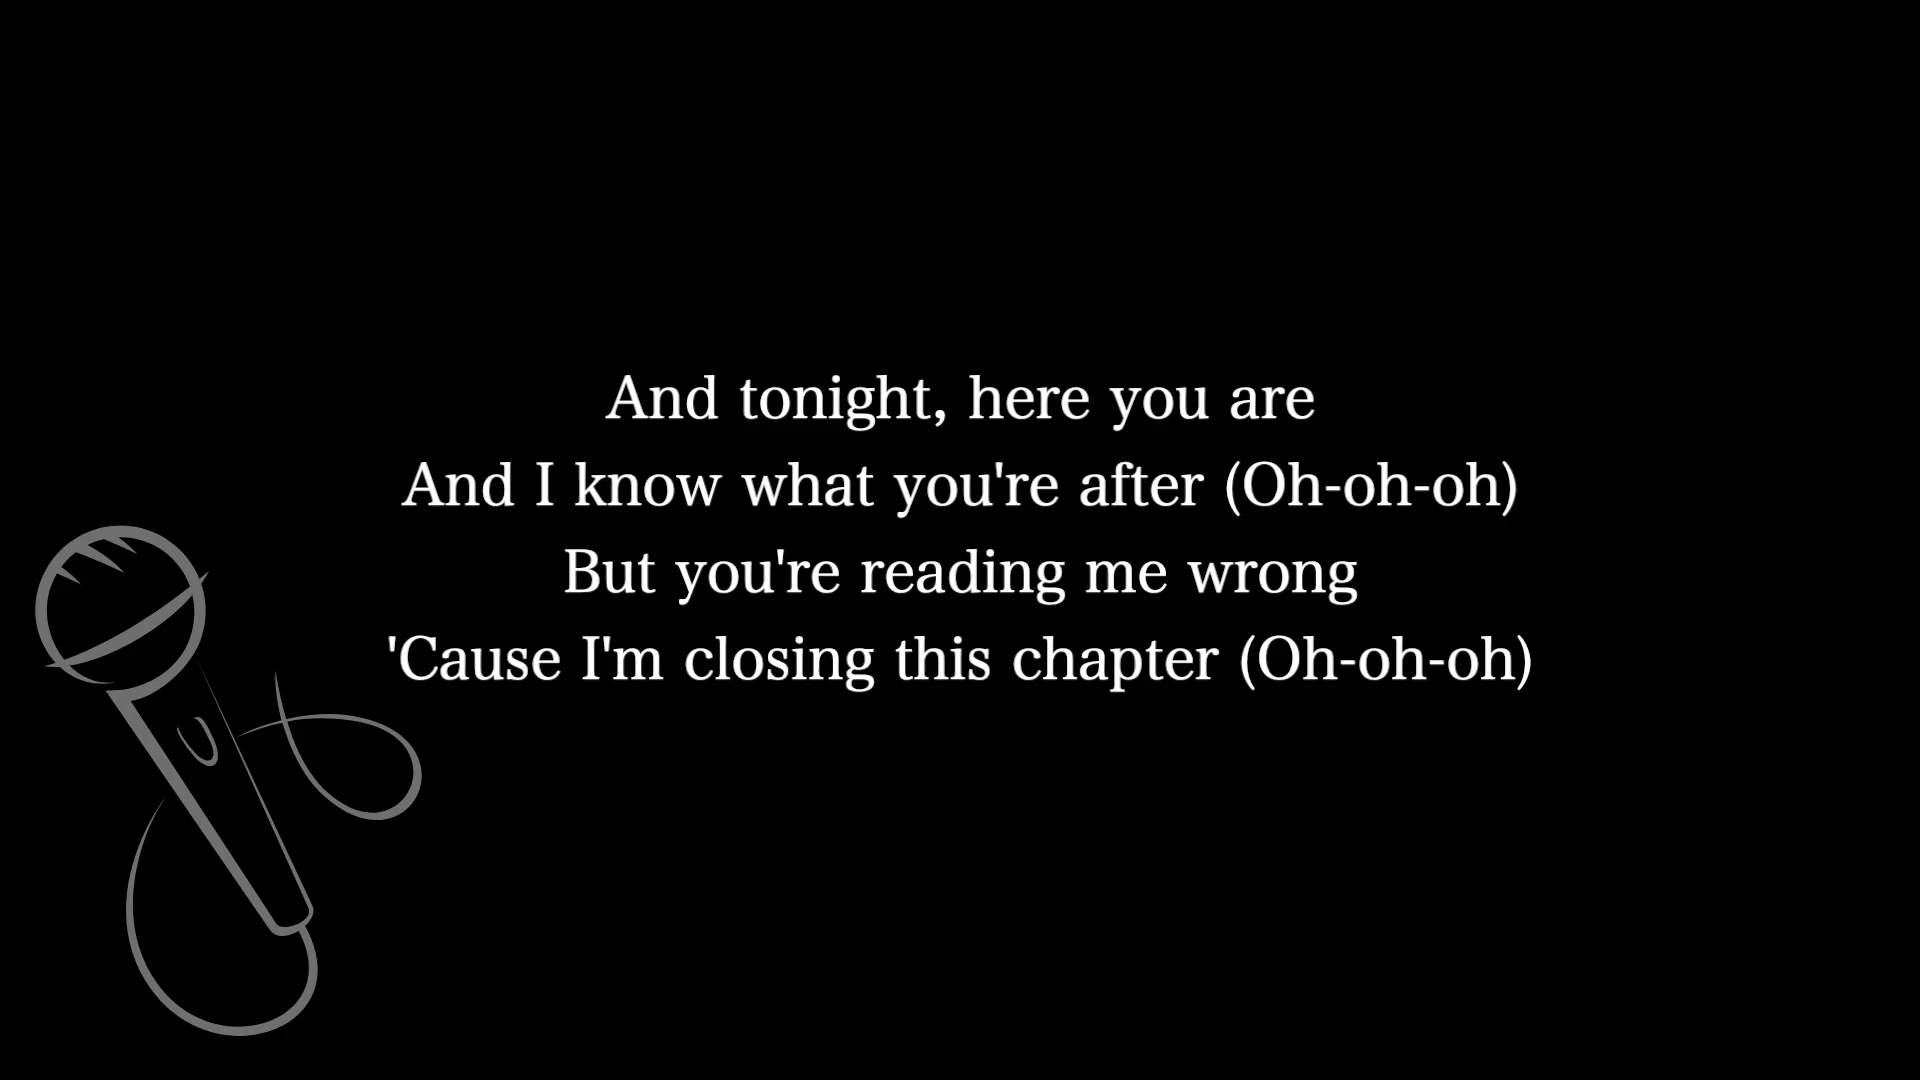 And tonight, here you are
And I know what you're after (Oh-oh-oh)
But you're reading me wrong
'Cause I'm closing this chapter (Oh-oh-oh)